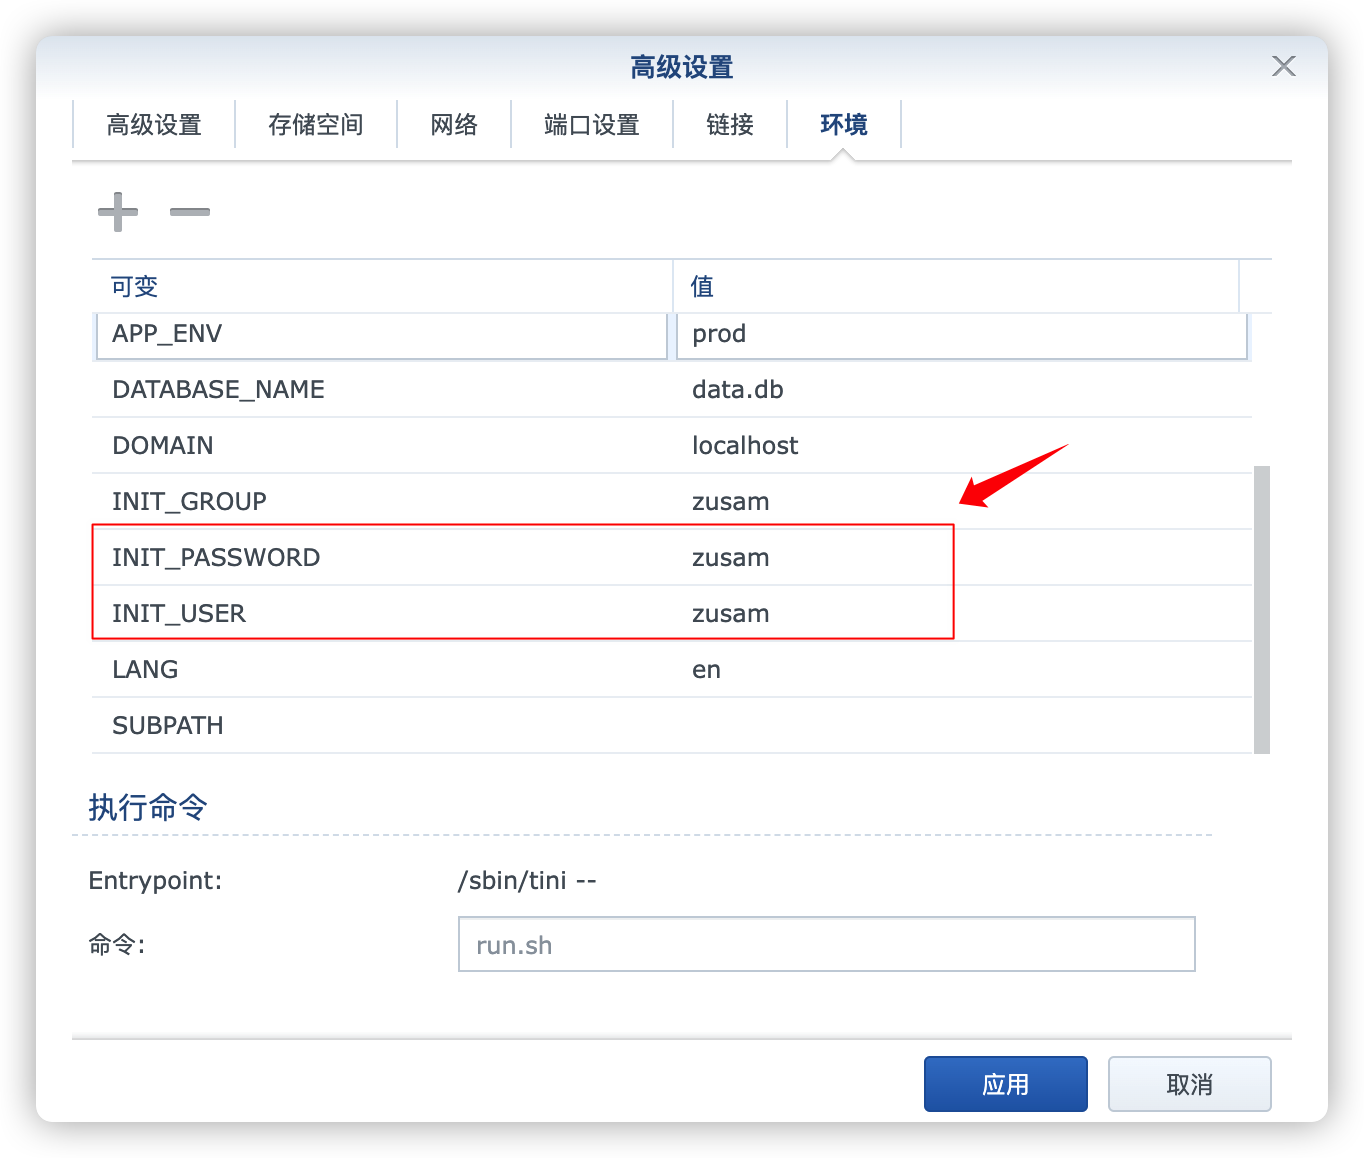 高级设置
高级设置 存储空间 网络 端口设置 链接 环境
可变 值
APP_ENV prod
DATABASE_NAME data.db
DOMAIN localhost
INIT_GROUP zusam
INIT_PASSWORD zusam
INIT_USER zusam
LANG en
SUBPATH
执行命令
Entrypoint: /sbin/tini --
命令: run.sh
应用 取消